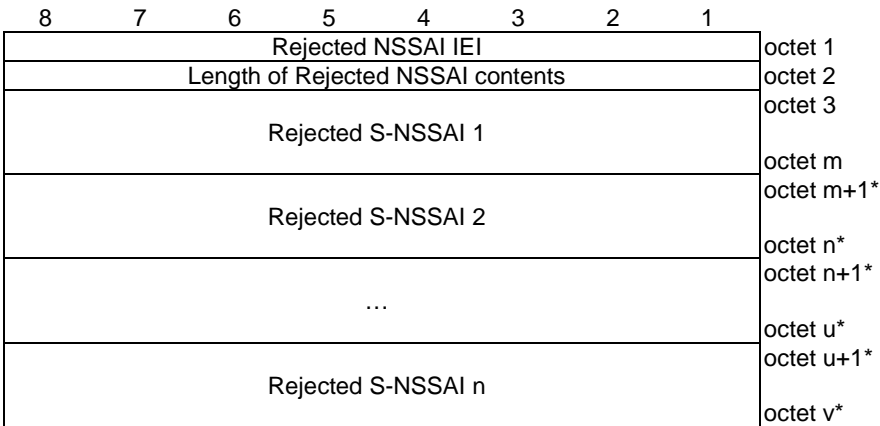 8 7 6 5 4 3 2 1
Rejected NSSAI IEI octet 1
Length of Rejected NSSAI contents octet 2
octet 3
Rejected S-NSSAI 1
octet m
octet m+1*
Rejected S-NSSAI 2
octet n*
octet n+1*
…
octet u*
octet u+1*
Rejected S-NSSAI n
octet v*